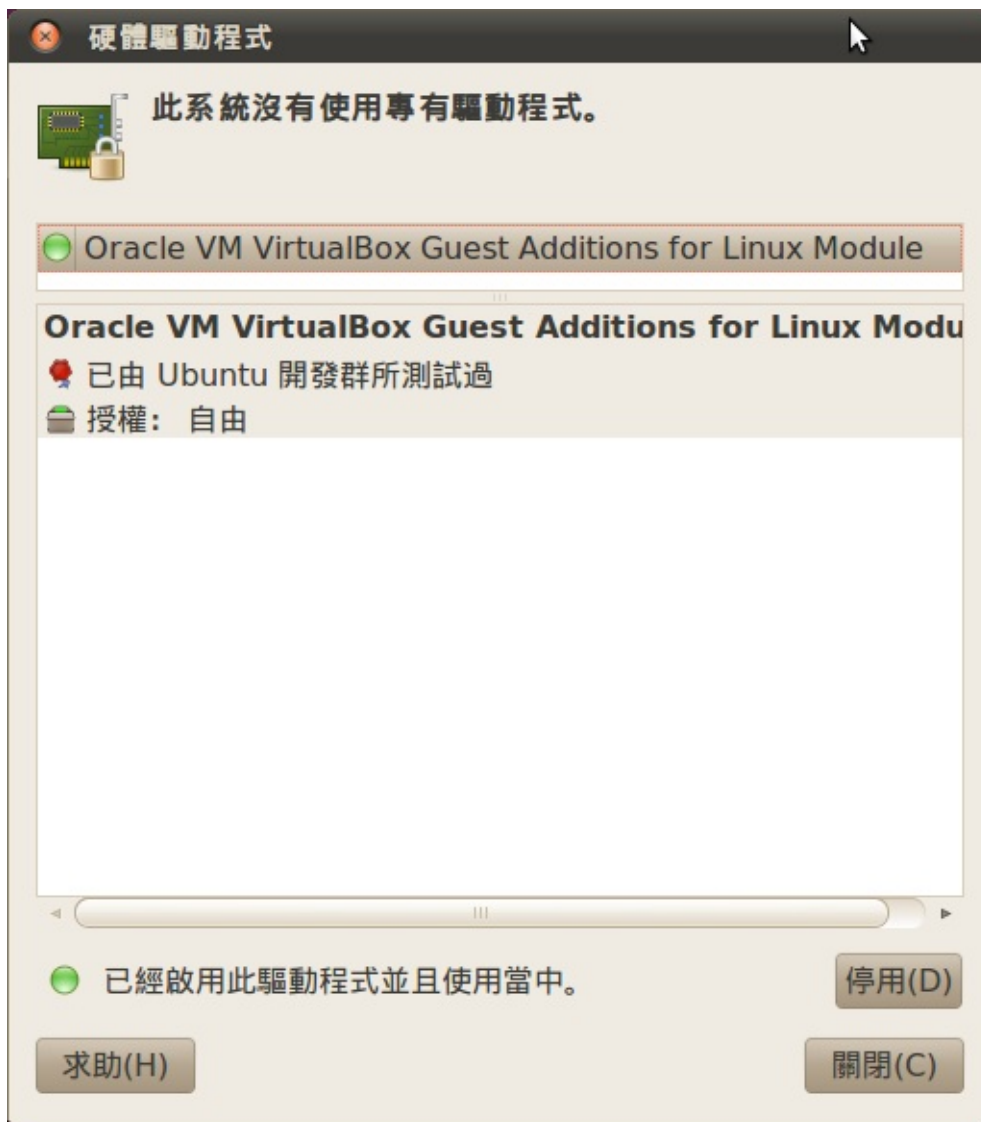 硬體驅動程式
此系統沒有使用專有驅動程式。
Oracle VM VirtualBox Guest Additions for Linux Module
Oracle VM VirtualBox Guest Additions for Linux Modu
已由 Ubuntu 開發群所測試過
授權: 自由
已經啟用此驅動程式並且使用當中。
停用(D)
求助(H)
關閉(C)